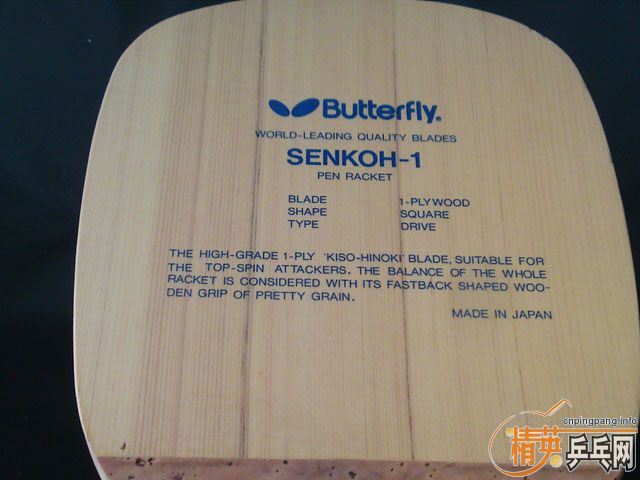 Butterfly®
WORLD-LEADING QUALITY BLADES
SENKOH-1
PEN RACKET
BLADE 1-PLYWOOD
SHAPE SQUARE
TYPE DRIVE
THE HIGH-GRADE 1-PLY 'KISO-HINOKI' BLADE, SUITABLE FOR
THE TOP-SPIN ATTACKERS. THE BALANCE OF THE WHOLE
RACKET IS CONSIDERED WITH ITS FASTBACK SHAPED WOO-
DEN GRIP OF PRETTY GRAIN.
MADE IN JAPAN
cnpingpang.info
精英乒乓网